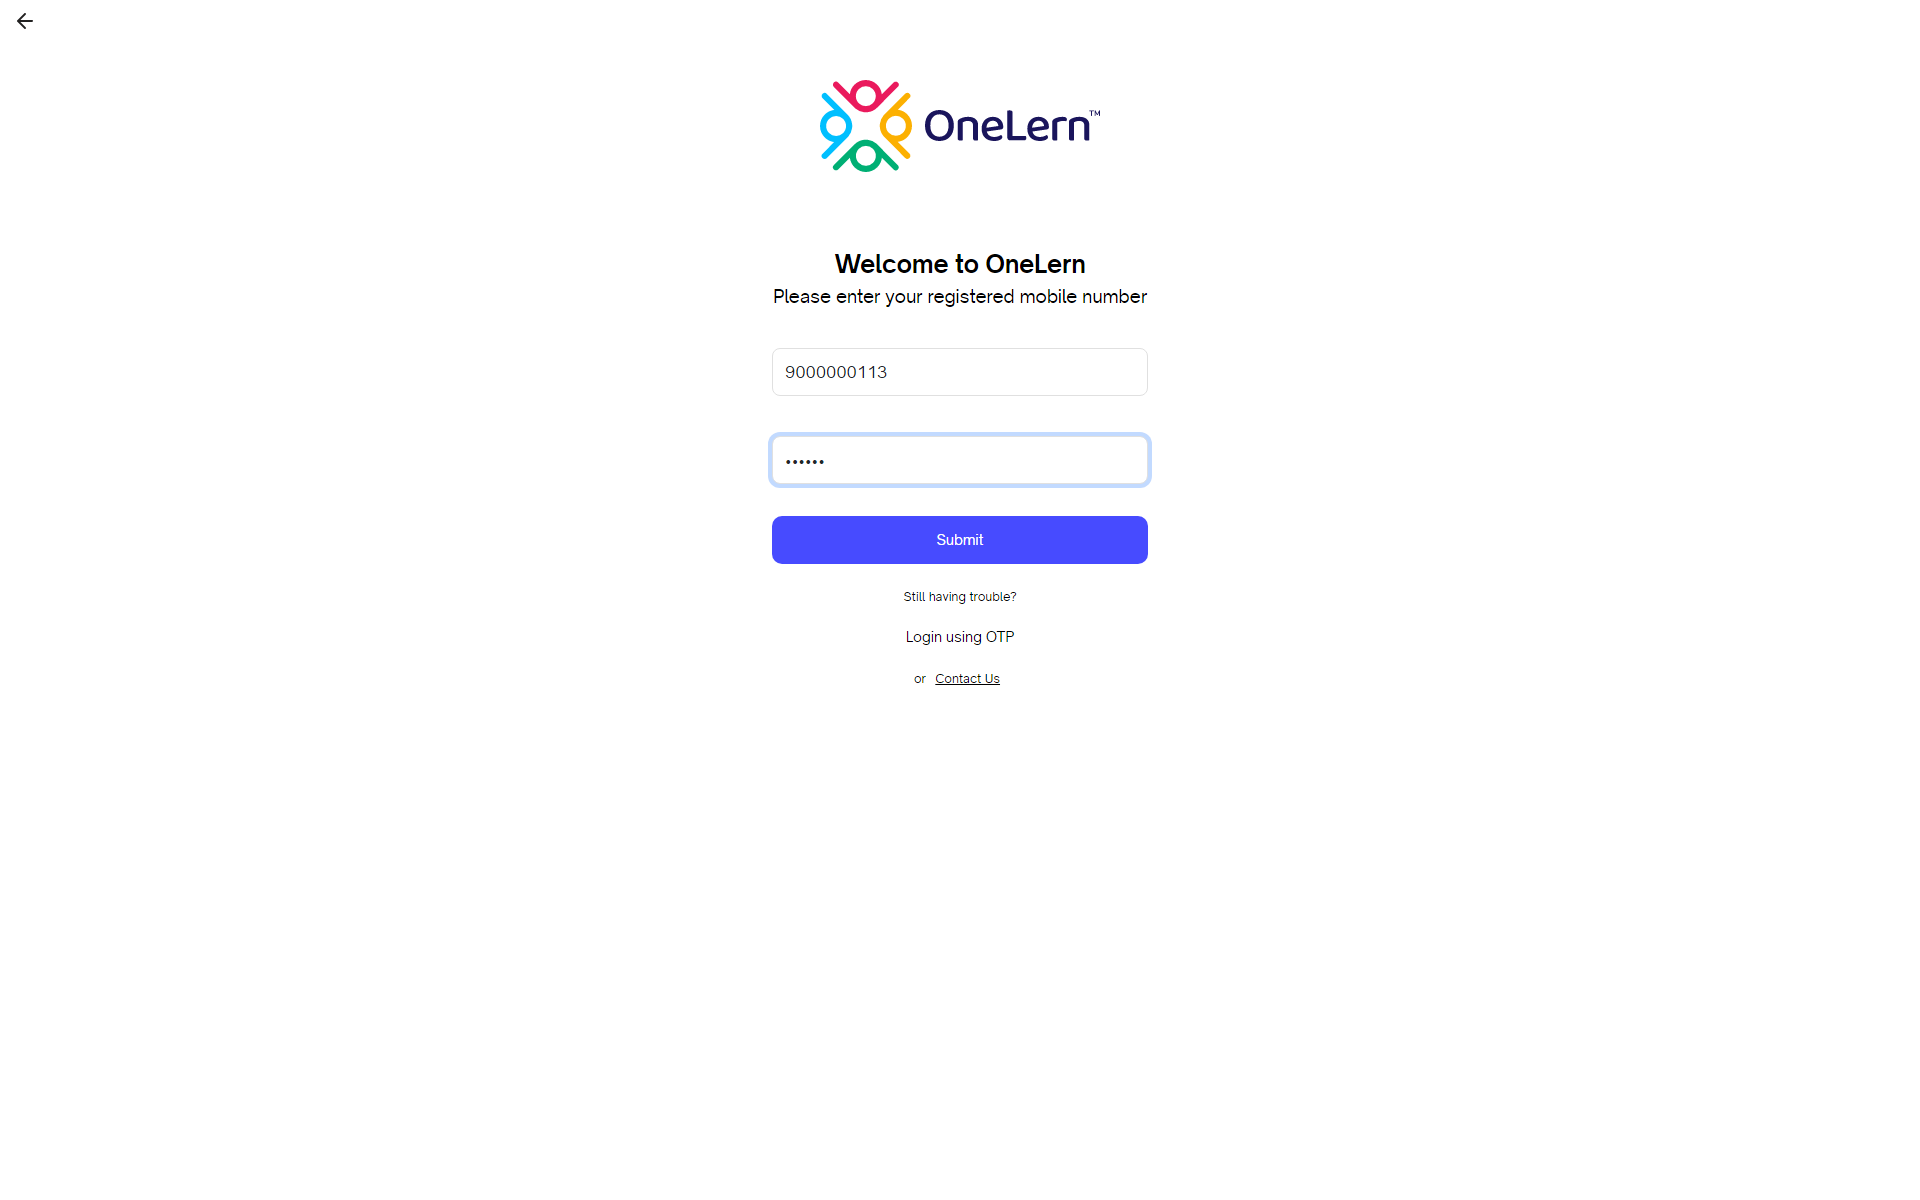 OneLern™
Welcome to OneLern
Please enter your registered mobile number
9000000113
••••••
Submit
Still having trouble?
Login using OTP
or Contact Us